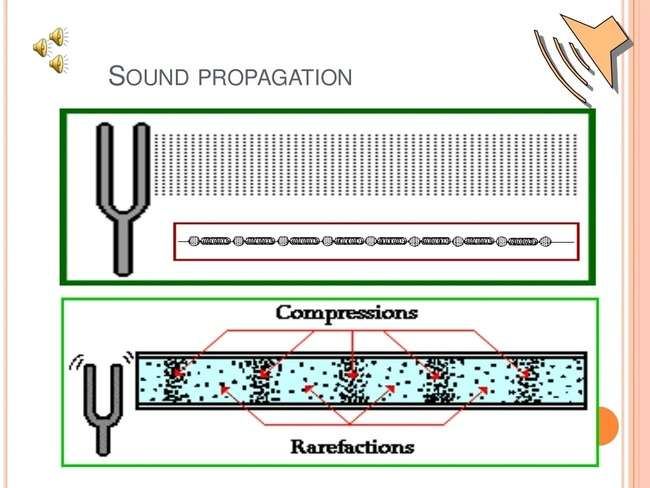 SOUND PROPAGATION
Compressions
Rarefactions